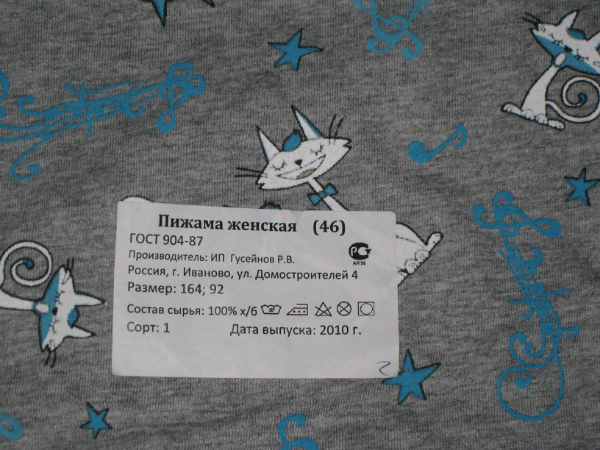 Пижама женская (46)
ГОСТ 904-87
Производитель: ИП Гусейнов Р.В.
Россия, г. Иваново, ул. Домостроителей 4
Размер: 164; 92
Состав сырья: 100% х/б
Сорт: 1 Дата выпуска: 2010 г.